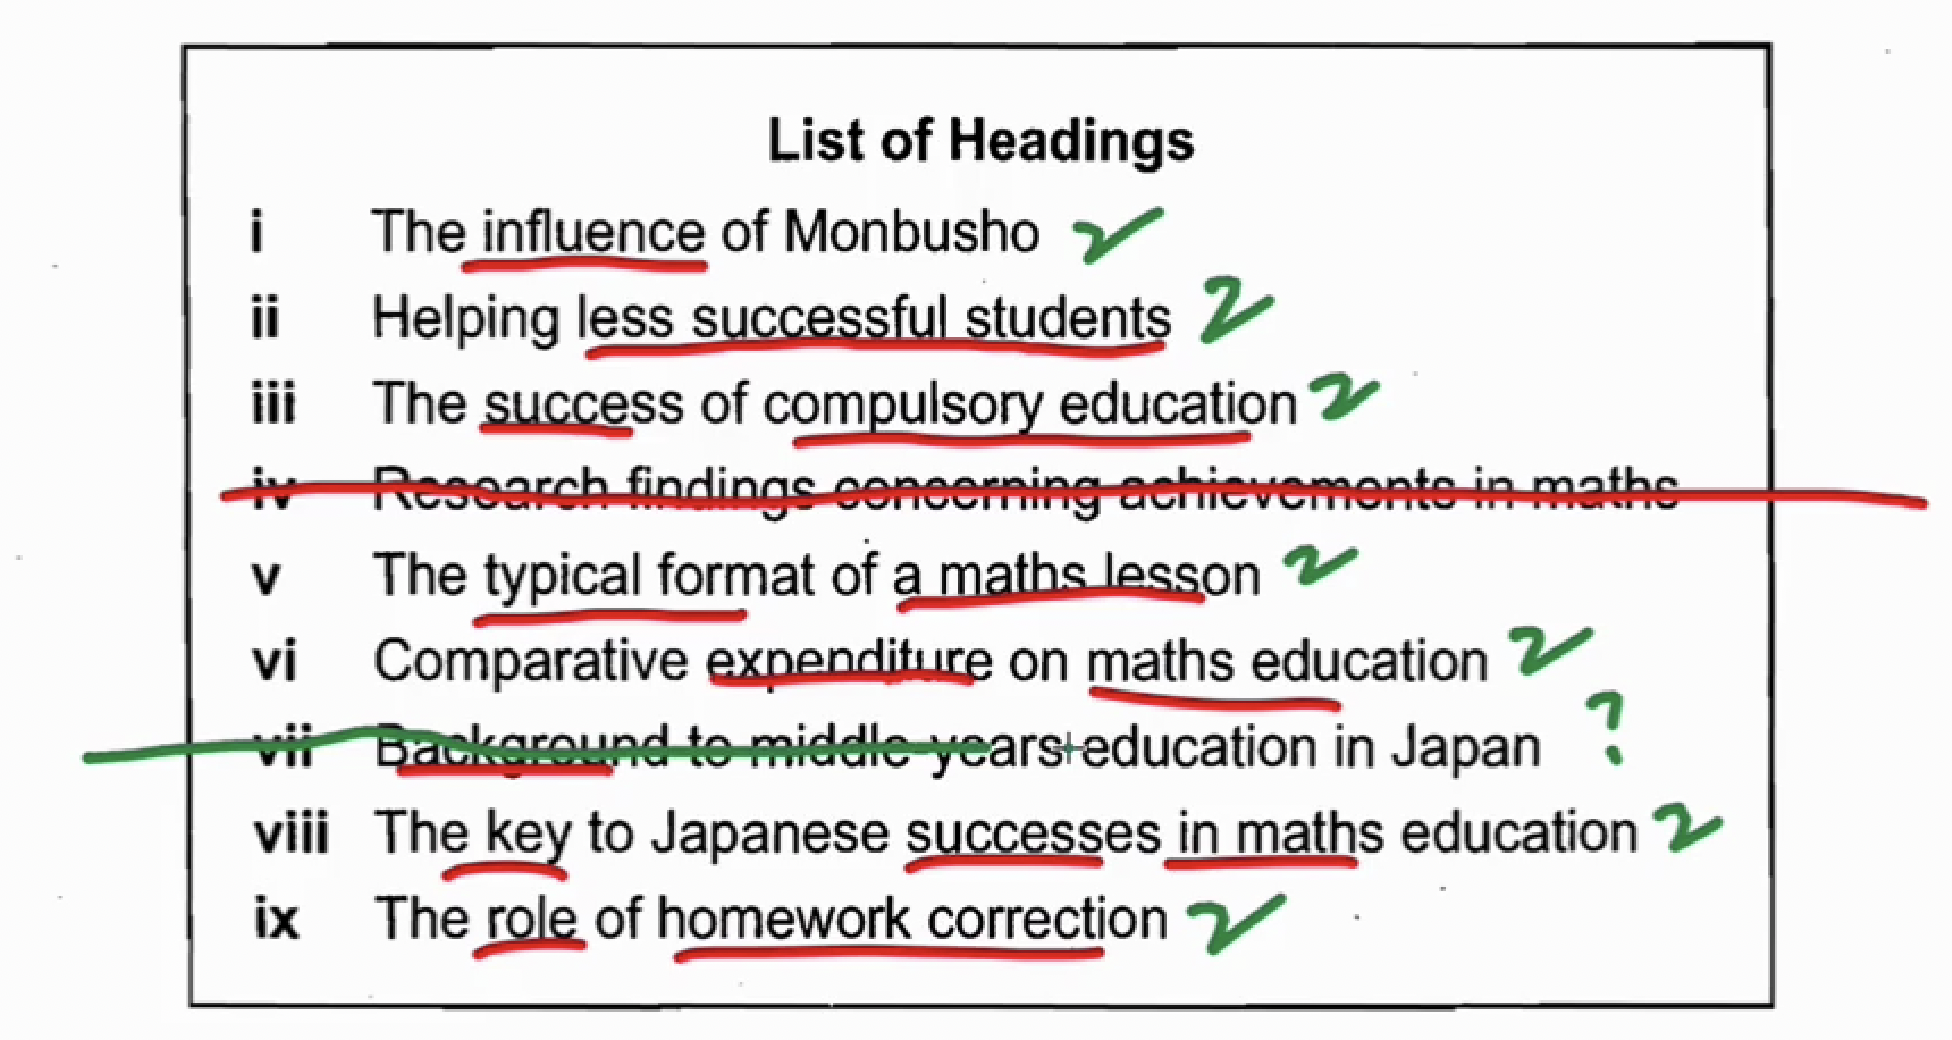 List of Headings
i The influence of Monbusho
ii Helping less successful students
iii The success of compulsory education
iv Research findings concerning achievements in maths
v The typical format of a maths lesson
vi Comparative expenditure on maths education
vii Background to middle-years education in Japan ?
viii The key to Japanese successes in maths education
ix The role of homework correction